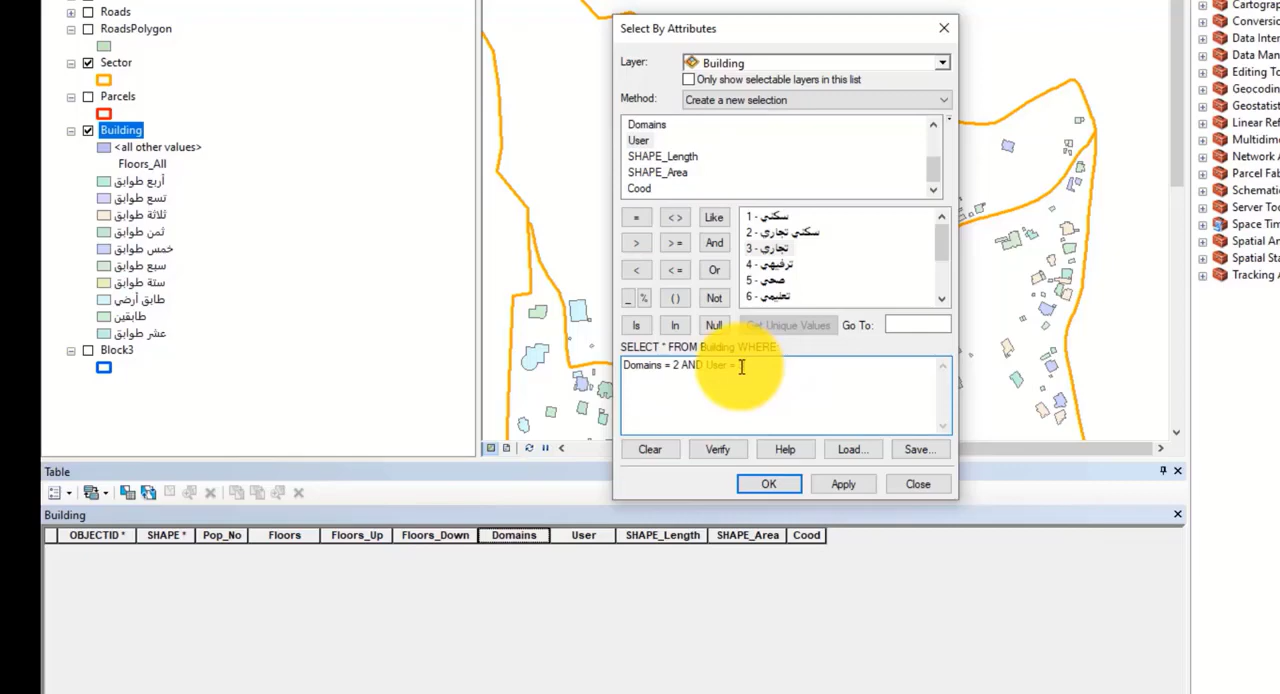 Roads
RoadsPolygon
Sector
Parcels
Building
<all other values>
Floors_All
أربع طوابق
تسع طوابق
ثلاثة طوابق
ثمن طوابق
خمس طوابق
سبع طوابق
ستة طوابق
طابق أرضي
طابقين
عشر طوابق
Block3
Select By Attributes
Layer:
Building
Only show selectable layers in this list
Method:
Create a new selection
Domains
User
SHAPE_Length
SHAPE_Area
Cood
= <> Like
> >= And
< <= Or
_ % () Not
Is In Null
1 - سكني
2 - سكني تجاري
3 - تجاري
4 - ترفيهي
5 - صحي
6 - تعليمي
Get Unique Values Go To:
SELECT * FROM Building WHERE:
Domains = 2 AND User =
Clear Verify Help Load... Save...
OK Apply Close
Table
Building
OBJECTID * SHAPE * Pop_No Floors Floors_Up Floors_Down Domains User SHAPE_Length SHAPE_Area Cood
Cartog
Conversi
Data Inter
Data Man
Editing To
Geocodin
Geostatis
Linear Ref
Multidime
Network A
Parcel Fab
Schemati
Server Too
Space Tim
Spatial An
Spatial Sta
Tracking A